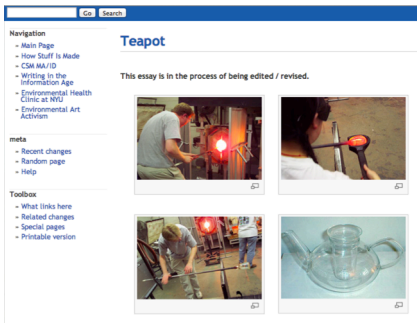 Go Search
Navigation
» Main Page
» How Stuff Is Made
» CSM MA/ID
» Writing in the
Information Age
» Environmental Health
Clinic at NYU
» Environmental Art
Activism
meta
» Recent changes
» Random page
» Help
Toolbox
» What links here
» Related changes
» Special pages
» Printable version
Teapot
This essay is in the process of being edited / revised.